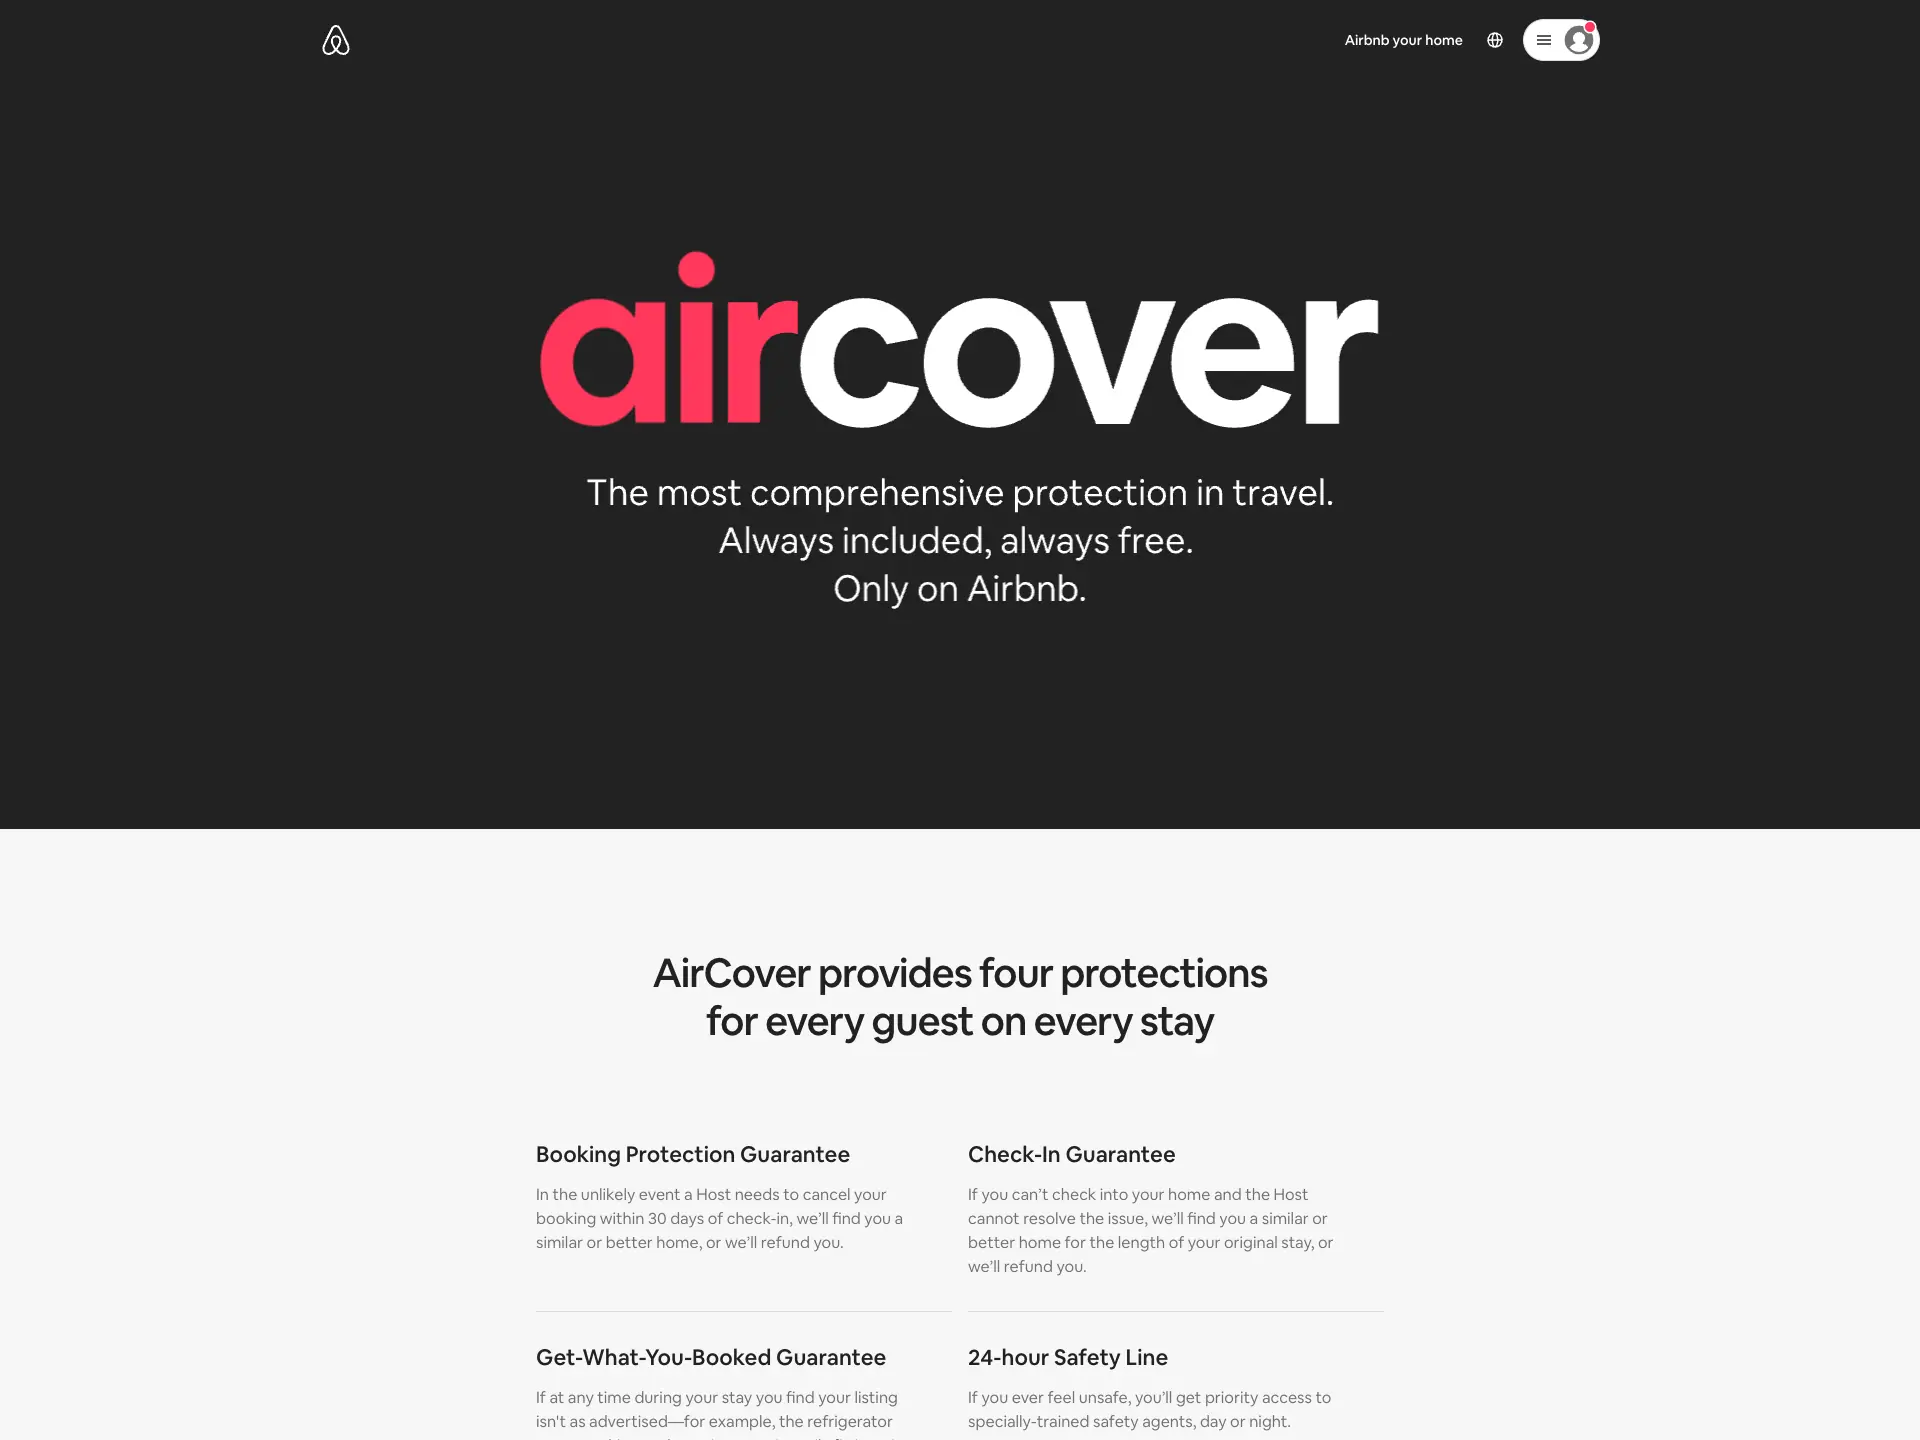 Airbnb your home
aircover
The most comprehensive protection in travel.
Always included, always free.
Only on Airbnb.
AirCover provides four protections
for every guest on every stay
Booking Protection Guarantee
In the unlikely event a Host needs to cancel your
booking within 30 days of check-in, we’ll find you a
similar or better home, or we’ll refund you.
Check-In Guarantee
If you can’t check into your home and the Host
cannot resolve the issue, we’ll find you a similar or
better home for the length of your original stay, or
we’ll refund you.
Get-What-You-Booked Guarantee
If at any time during your stay you find your listing
isn't as advertised—for example, the refrigerator
24-hour Safety Line
If you ever feel unsafe, you’ll get priority access to
specially-trained safety agents, day or night.